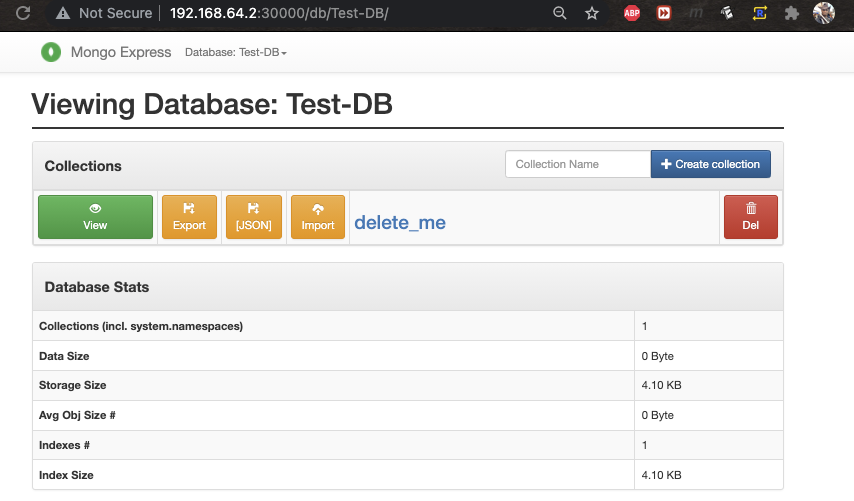 Not Secure | 192.168.64.2:30000/db/Test-DB/
ABP
Mongo Express Database: Test-DB
Viewing Database: Test-DB
Collections
Collection Name
Create collection
View
Export
[JSON]
Import
delete_me
Del
Database Stats
Collections (incl. system.namespaces) 1
Data Size 0 Byte
Storage Size 4.10 KB
Avg Obj Size # 0 Byte
Indexes # 1
Index Size 4.10 KB